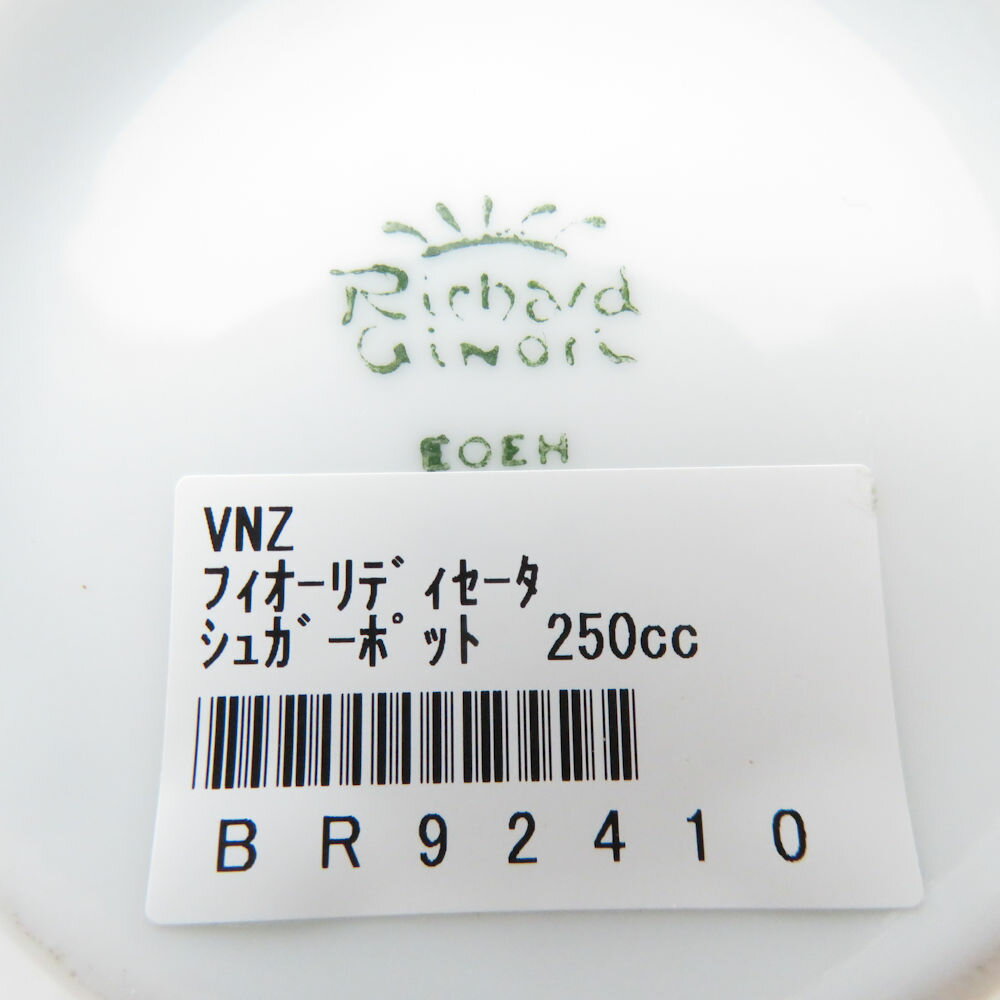 Richard
Ginori
EOEH
VNZ
フィオーリディセータ
シュガーポット 250cc
BR92410